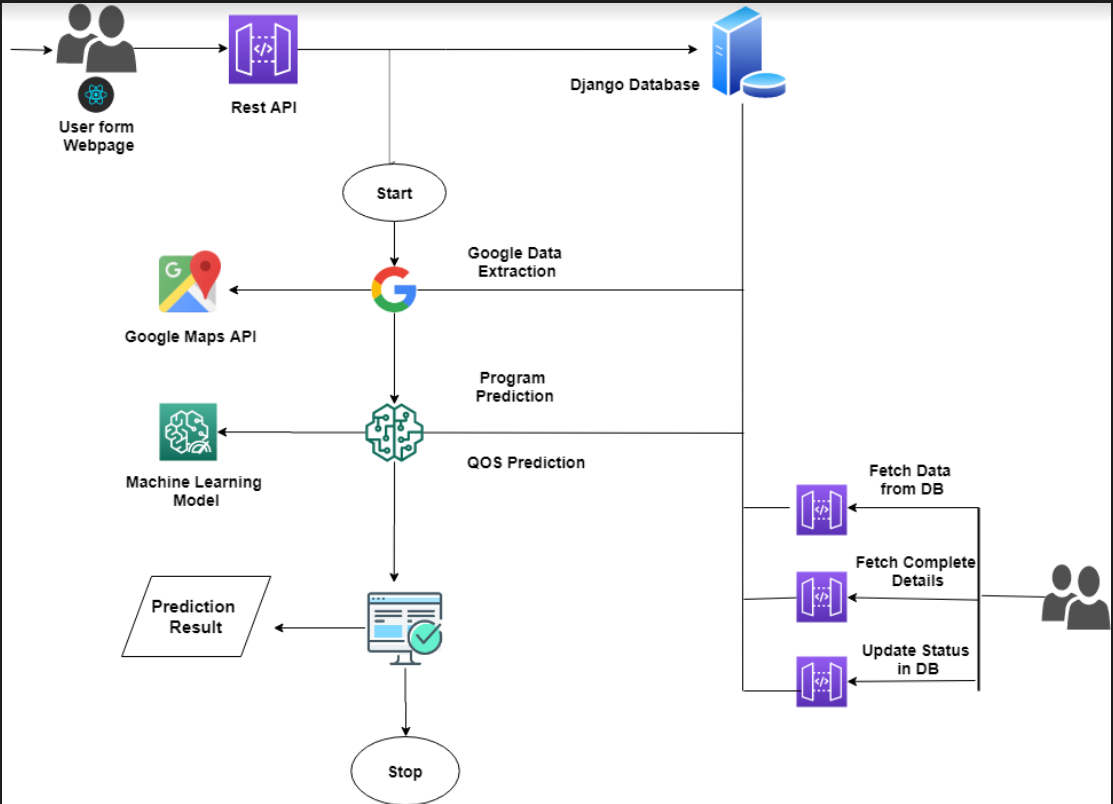 User form
Webpage
Rest API
Django Database
Start
Google Data
Extraction
G
Google Maps API
Program
Prediction
QOS Prediction
Machine Learning
Model
Fetch Data
from DB
Fetch Complete
Details
Update Status
in DB
Prediction
Result
Stop